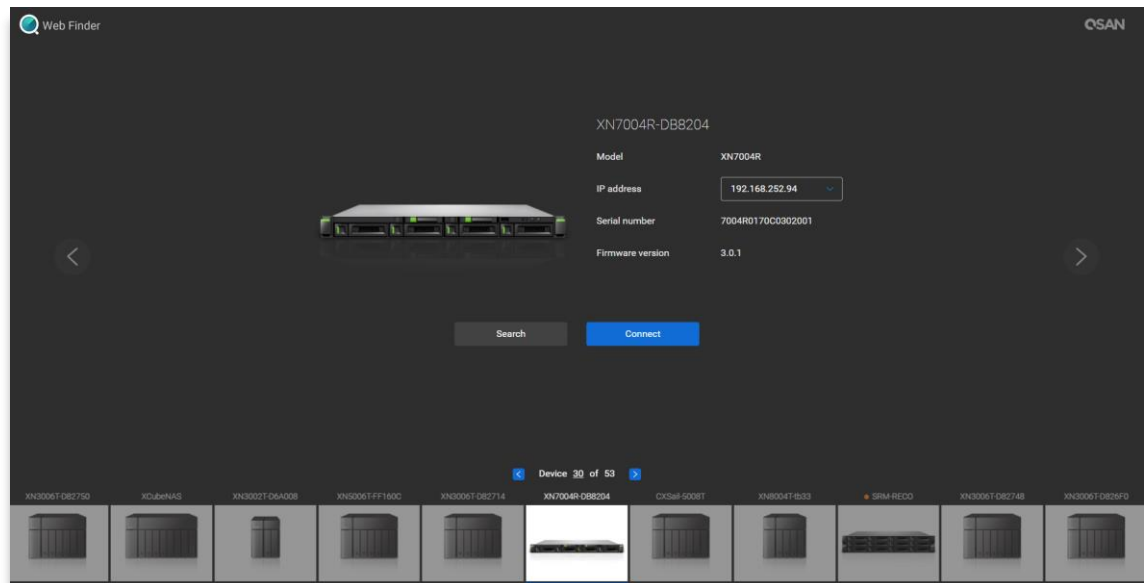 Web Finder
QSAN
XN7004R-DB8204
Model XN7004R
IP address 192.168.252.94
Serial number 7004R0170C0302001
Firmware version 3.0.1
Search Connect
Device 30 of 53
XN3006T-D82750 XCubeNAS XN3002T-D6A008 XN5006T-FF160C XN3006T-D82714 XN7004R-DB8204 CXSail-5008T XN8004T-tb33 SRM-RECO XN3006T-D82748 XN3006T-D826F0